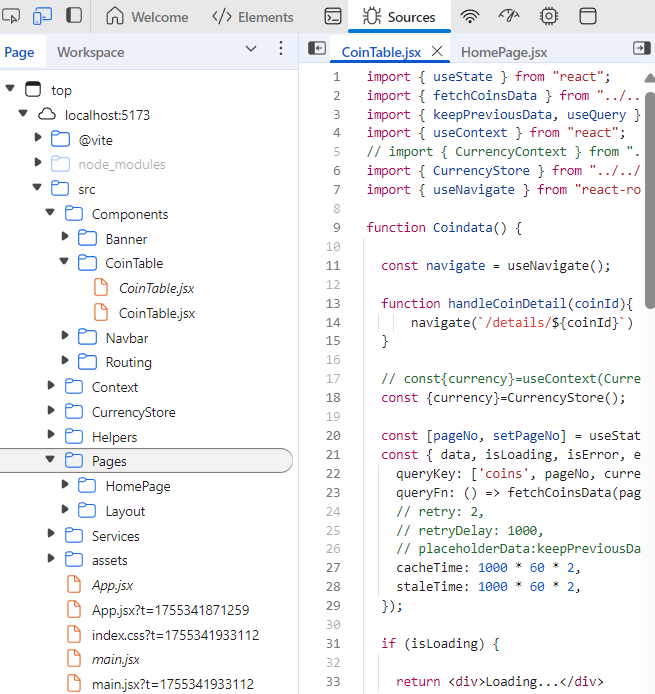 Welcome
Elements
Sources
Page
Workspace
CoinTable.jsx
HomePage.jsx
top
localhost:5173
@vite
node_modules
src
Components
Banner
CoinTable
CoinTable.jsx
CoinTable.jsx
Navbar
Routing
Context
CurrencyStore
Helpers
Pages
HomePage
Layout
Services
assets
App.jsx
App.jsx?t=1755341871259
index.css?t=1755341933112
main.jsx
main.jsx?t=1755341933112
1 import { useState } from "react";
2 import { fetchCoinsData } from "../..
3 import { keepPreviousData, useQuery }
4 import { useContext } from "react";
5 // import { CurrencyContext } from ".
6 import { CurrencyStore } from "../../
7 import { useNavigate } from "react-ro
8
9 function Coindata() {
10
11 const navigate = useNavigate();
12
13 function handleCoinDetail(coinId){
14 navigate(`/details/${coinId}`)
15 }
16
17 // const{currency}=useContext(Curre
18 const {currency}=CurrencyStore();
19
20 const [pageNo, setPageNo] = useStat
21 const { data, isLoading, isError, e
22 queryKey: ['coins', pageNo, curre
23 queryFn: () => fetchCoinsData(pag
24 // retry: 2,
25 // retryDelay: 1000,
26 // placeholderData:keepPreviousDa
27 cacheTime: 1000 * 60 * 2,
28 staleTime: 1000 * 60 * 2,
29 });
30
31 if (isLoading) {
32
33 return <div>Loading...</div>